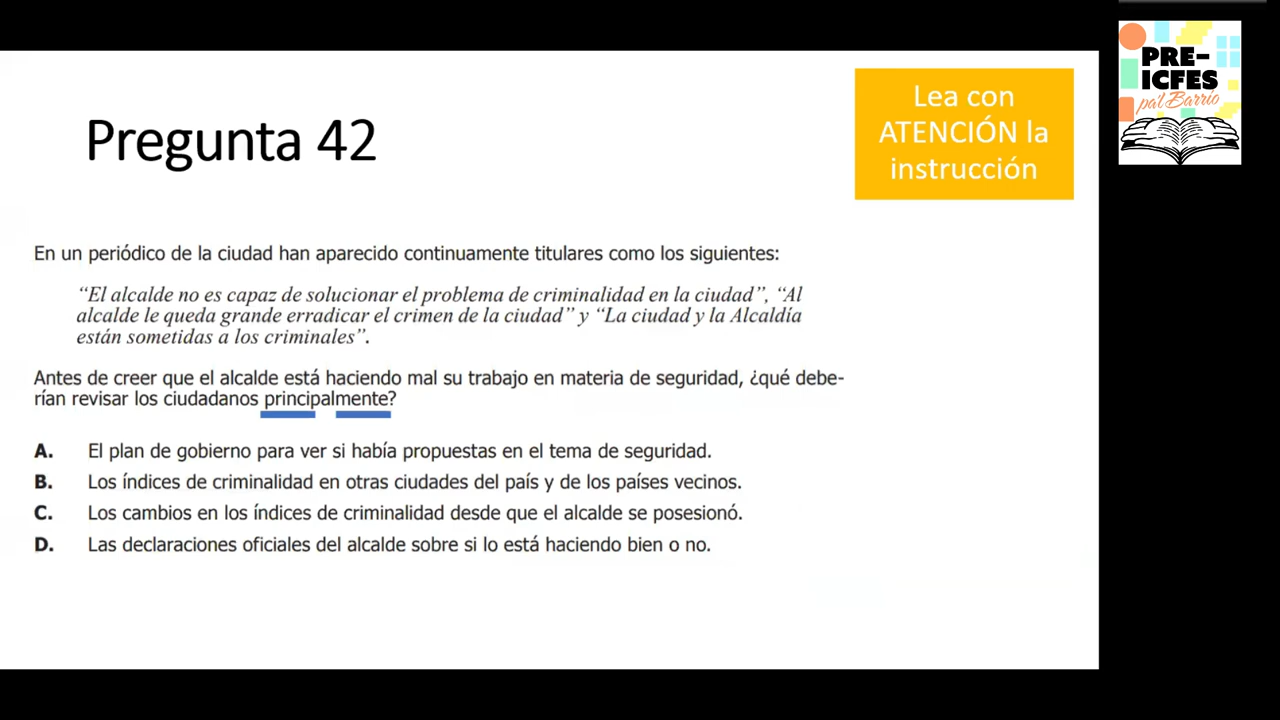 PRE-
ICFES
pa'l Barrio
Lea con
ATENCIÓN la
instrucción
Pregunta 42
En un periódico de la ciudad han aparecido continuamente titulares como los siguientes:
“El alcalde no es capaz de solucionar el problema de criminalidad en la ciudad”, “Al
alcalde le queda grande erradicar el crimen de la ciudad” y “La ciudad y la Alcaldía
están sometidas a los criminales”.
Antes de creer que el alcalde está haciendo mal su trabajo en materia de seguridad, ¿qué debe-
rían revisar los ciudadanos principalmente?
A. El plan de gobierno para ver si había propuestas en el tema de seguridad.
B. Los índices de criminalidad en otras ciudades del país y de los países vecinos.
C. Los cambios en los índices de criminalidad desde que el alcalde se posesionó.
D. Las declaraciones oficiales del alcalde sobre si lo está haciendo bien o no.